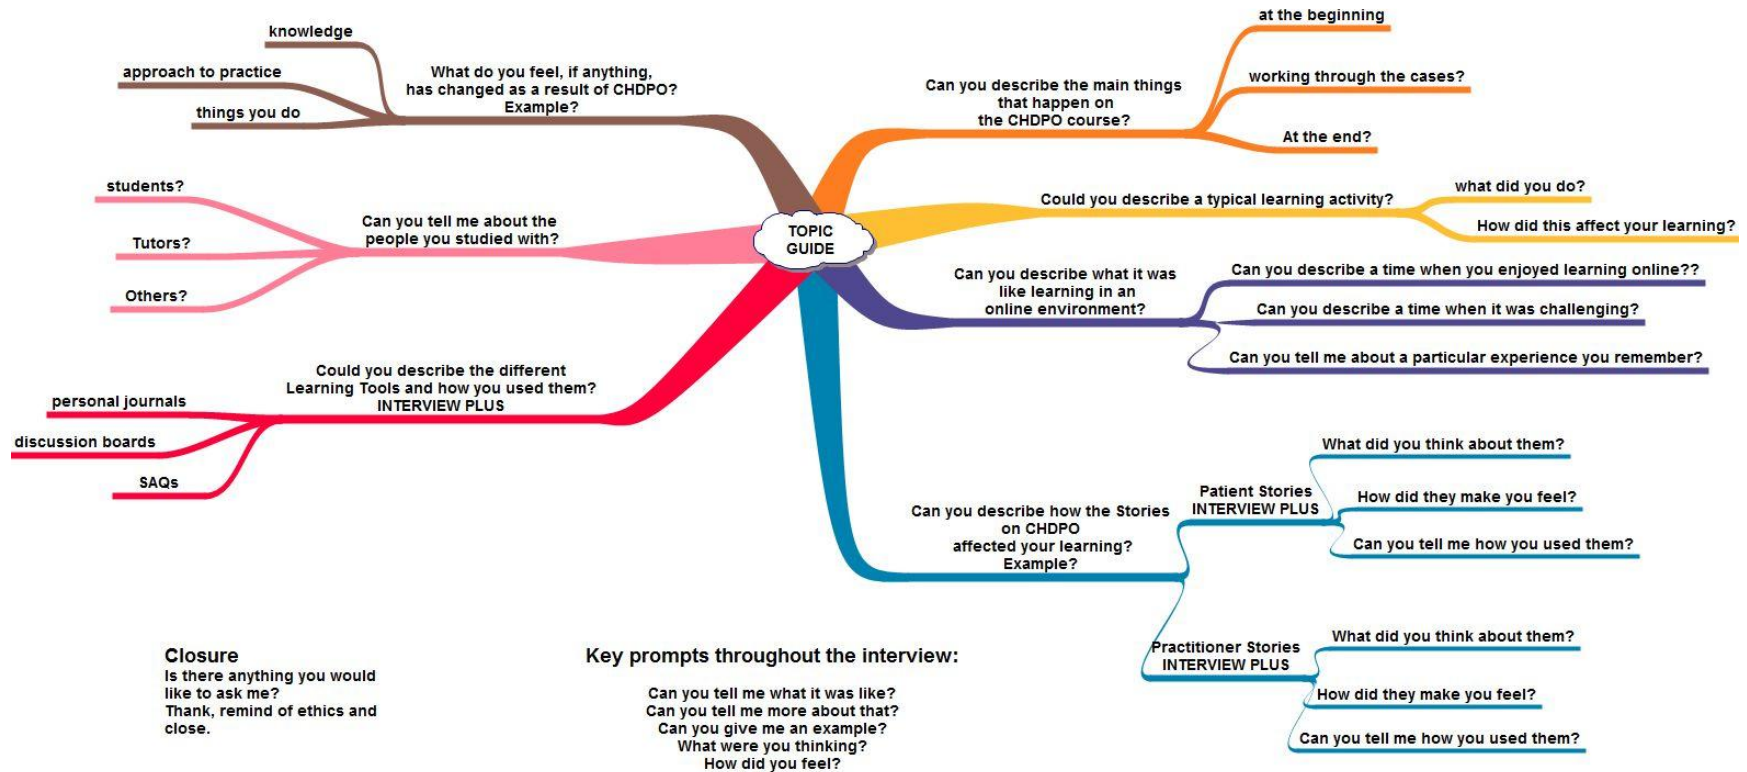 TOPIC
GUIDE
Can you describe the main things
that happen on
the CHDPO course?
at the beginning
working through the cases?
At the end?
Could you describe a typical learning activity?
what did you do?
How did this affect your learning?
Can you describe what it was
like learning in an
online environment?
Can you describe a time when you enjoyed learning online??
Can you describe a time when it was challenging?
Can you tell me about a particular experience you remember?
Can you describe how the Stories
on CHDPO
affected your learning?
Example?
Patient Stories
INTERVIEW PLUS
What did you think about them?
How did they make you feel?
Can you tell me how you used them?
Practitioner Stories
INTERVIEW PLUS
What did you think about them?
How did they make you feel?
Can you tell me how you used them?
Could you describe the different
Learning Tools and how you used them?
INTERVIEW PLUS
personal journals
discussion boards
SAQs
Can you tell me about the
people you studied with?
students?
Tutors?
Others?
What do you feel, if anything,
has changed as a result of CHDPO?
Example?
knowledge
approach to practice
things you do
Closure
Is there anything you would
like to ask me?
Thank, remind of ethics and
close.
Key prompts throughout the interview:
Can you tell me what it was like?
Can you tell me more about that?
Can you give me an example?
What were you thinking?
How did you feel?